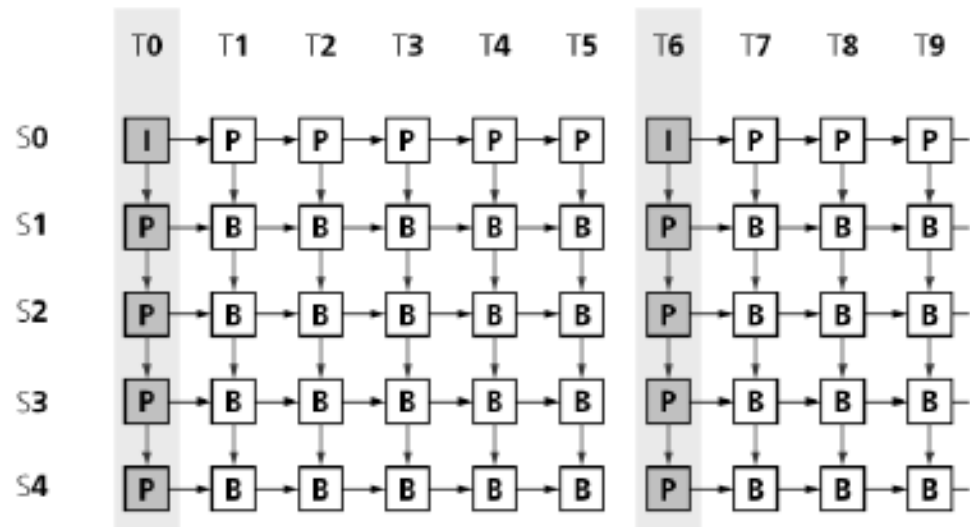 T0 T1 T2 T3 T4 T5 T6 T7 T8 T9
S0 I P P P P P I P P P
S1 P B B B B B P B B B
S2 P B B B B B P B B B
S3 P B B B B B P B B B
S4 P B B B B B P B B B